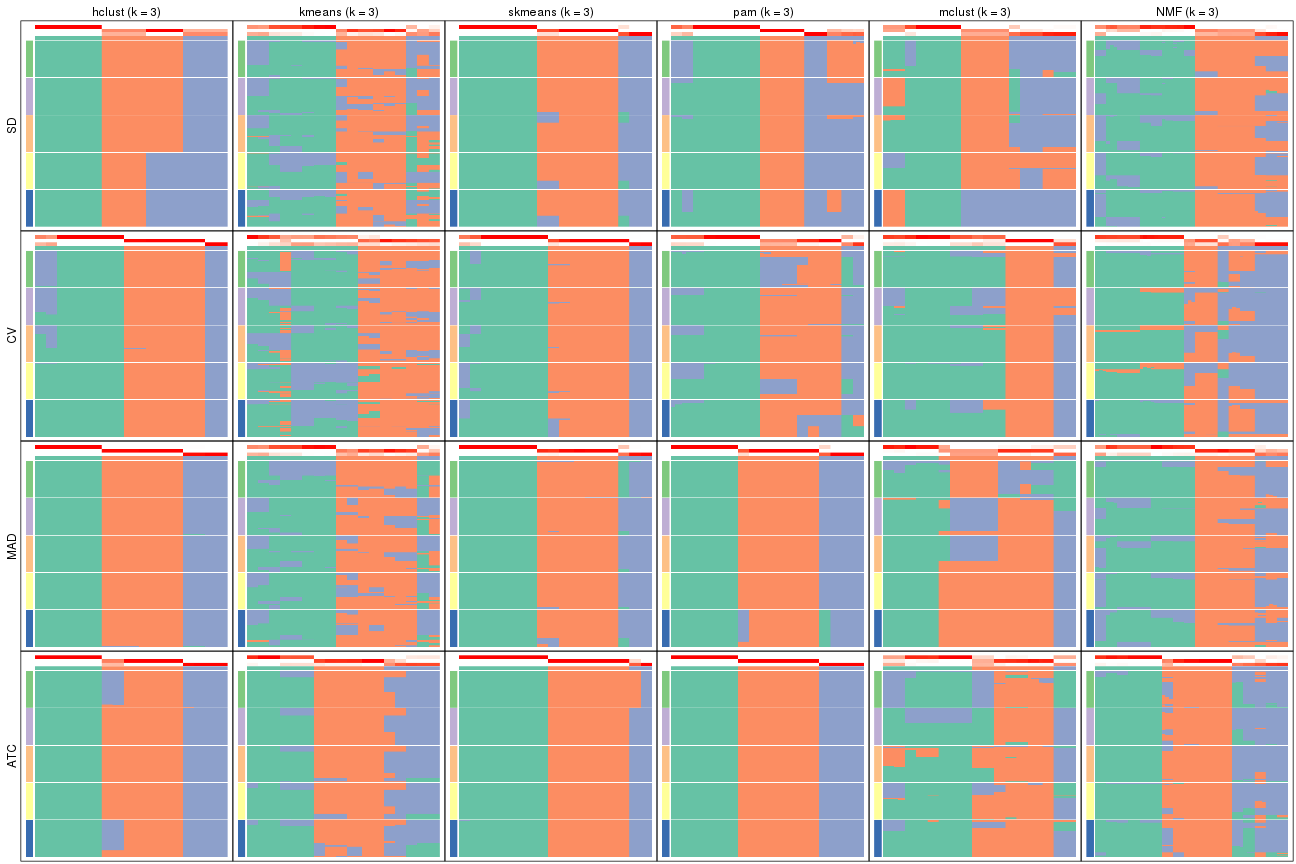 hclust (k = 3)
kmeans (k = 3)
skmeans (k = 3)
pam (k = 3)
mclust (k = 3)
NMF (k = 3)
SD
CV
MAD
ATC